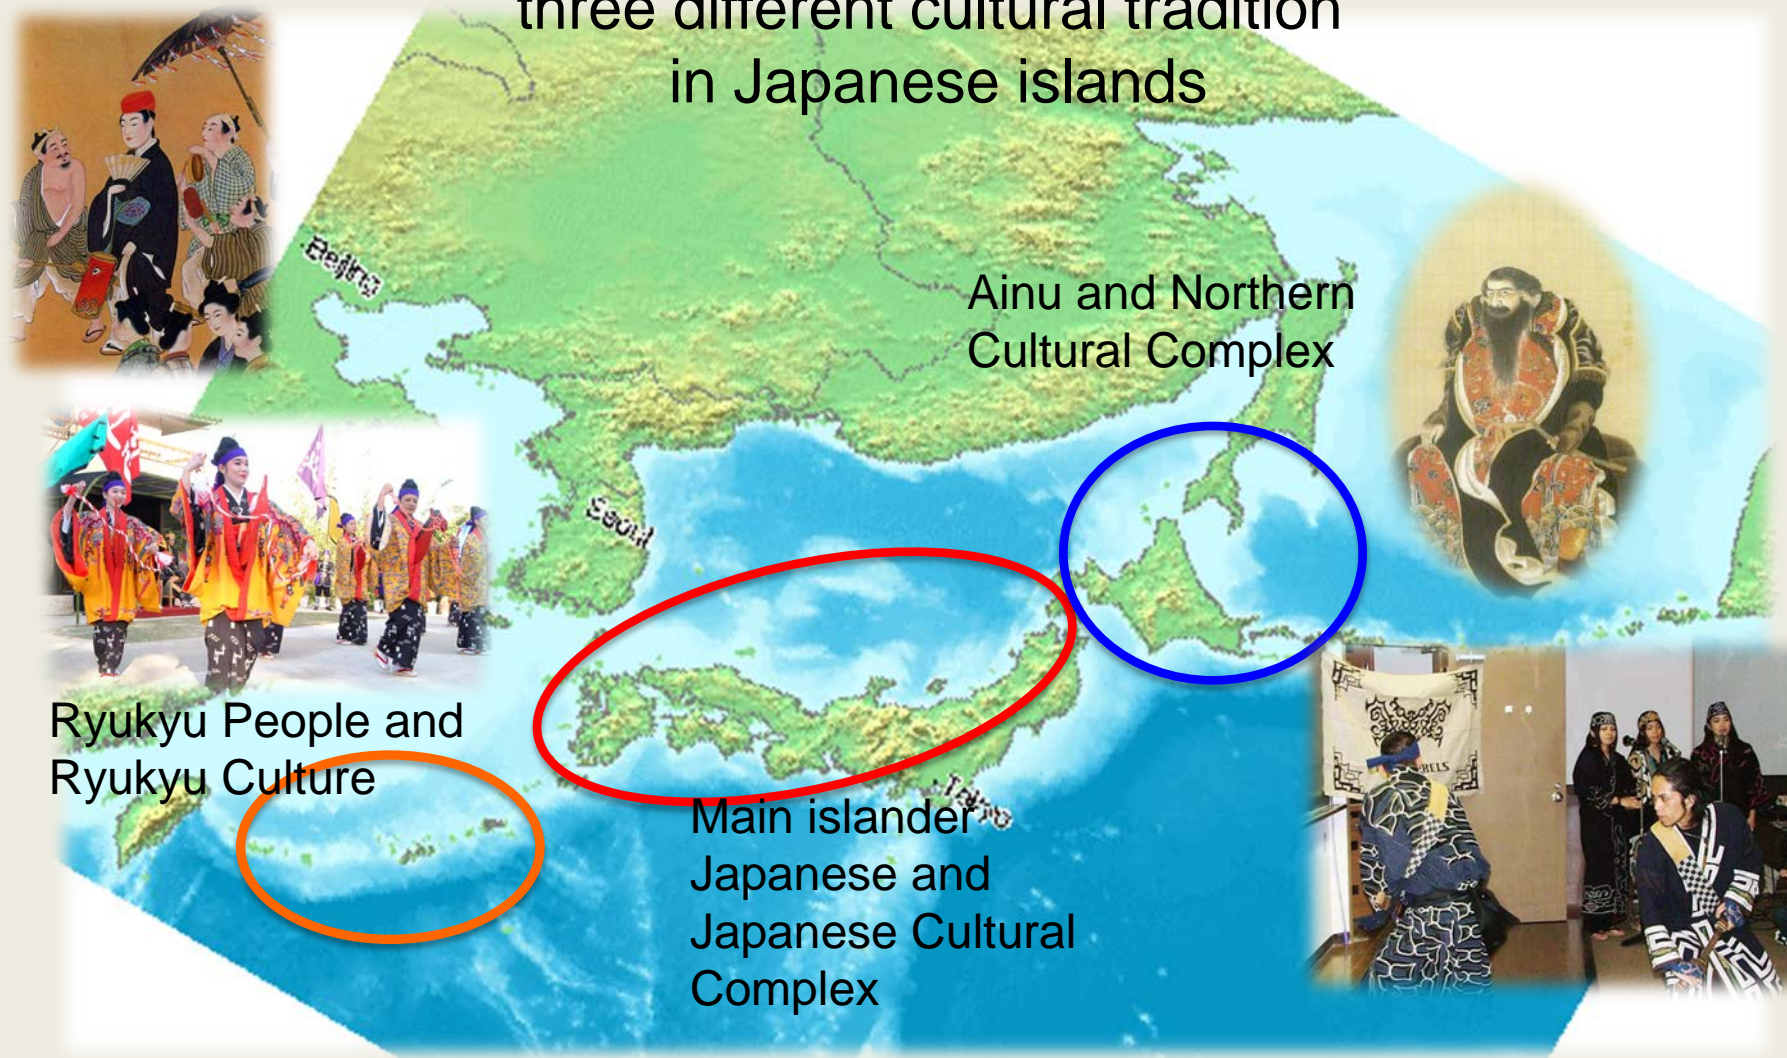 three different cultural tradition
in Japanese islands
Beijing
Ainu and Northern
Cultural Complex
Seoul
Ryukyu People and
Ryukyu Culture
Tokyo
Main islander
Japanese and
Japanese Cultural
Complex